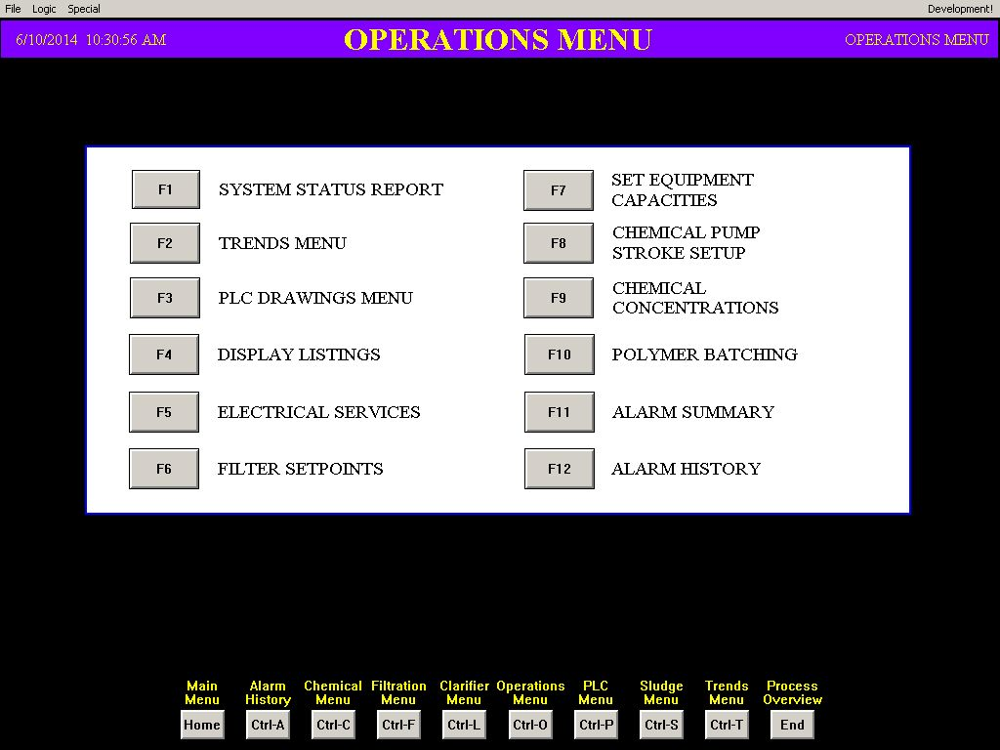 File Logic Special Development!
6/10/2014 10:30:56 AM OPERATIONS MENU OPERATIONS MENU
F1 SYSTEM STATUS REPORT
F2 TRENDS MENU
F3 PLC DRAWINGS MENU
F4 DISPLAY LISTINGS
F5 ELECTRICAL SERVICES
F6 FILTER SETPOINTS
F7 SET EQUIPMENT
CAPACITIES
F8 CHEMICAL PUMP
STROKE SETUP
F9 CHEMICAL
CONCENTRATIONS
F10 POLYMER BATCHING
F11 ALARM SUMMARY
F12 ALARM HISTORY
Main Alarm Chemical Filtration Clarifier Operations PLC Sludge Trends Process
Menu History Menu Menu Menu Menu Menu Menu Menu Overview
Home Ctrl-A Ctrl-C Ctrl-F Ctrl-L Ctrl-O Ctrl-P Ctrl-S Ctrl-T End